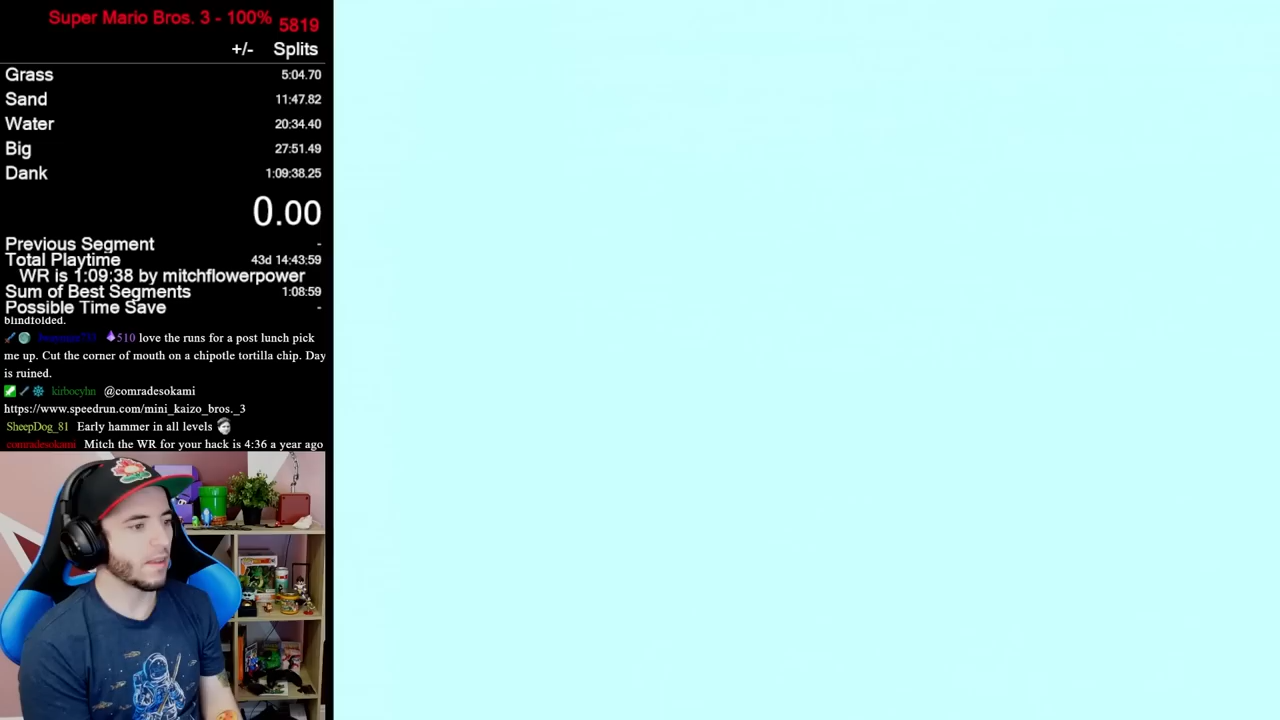 Super Mario Bros. 3 - 100% 5819
+/- Splits
Grass 5:04.70
Sand 11:47.82
Water 20:34.40
Big 27:51.49
Dank 1:09:38.25
0.00
Previous Segment -
Total Playtime 43d 14:43:59
WR is 1:09:38 by mitchflowerpower
Sum of Best Segments 1:08:59
Possible Time Save -
blindfolded.
510 love the runs for a post lunch pick
me up. Cut the corner of mouth on a chipotle tortilla chip. Day
is ruined.
kirbocyhn @comradesokami
https://www.speedrun.com/mini_kaizo_bros._3
SheepDog_81 Early hammer in all levels
comradesokami Mitch the WR for your hack is 4:36 a year ago